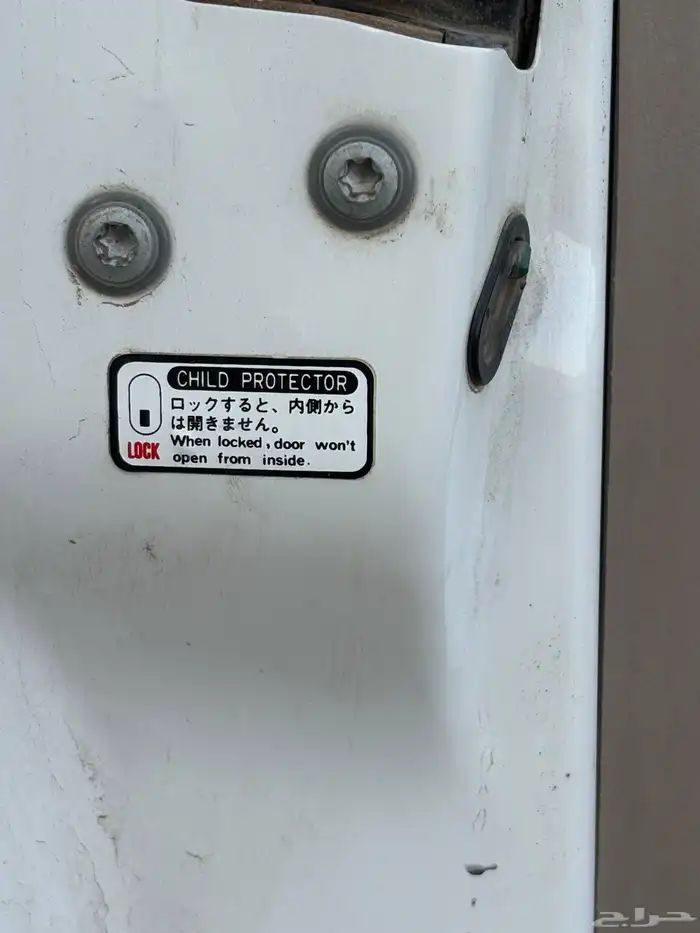 CHILD PROTECTOR
ロックすると、内側から
は開きません。
LOCK
When locked, door won't
open from inside.
حراج